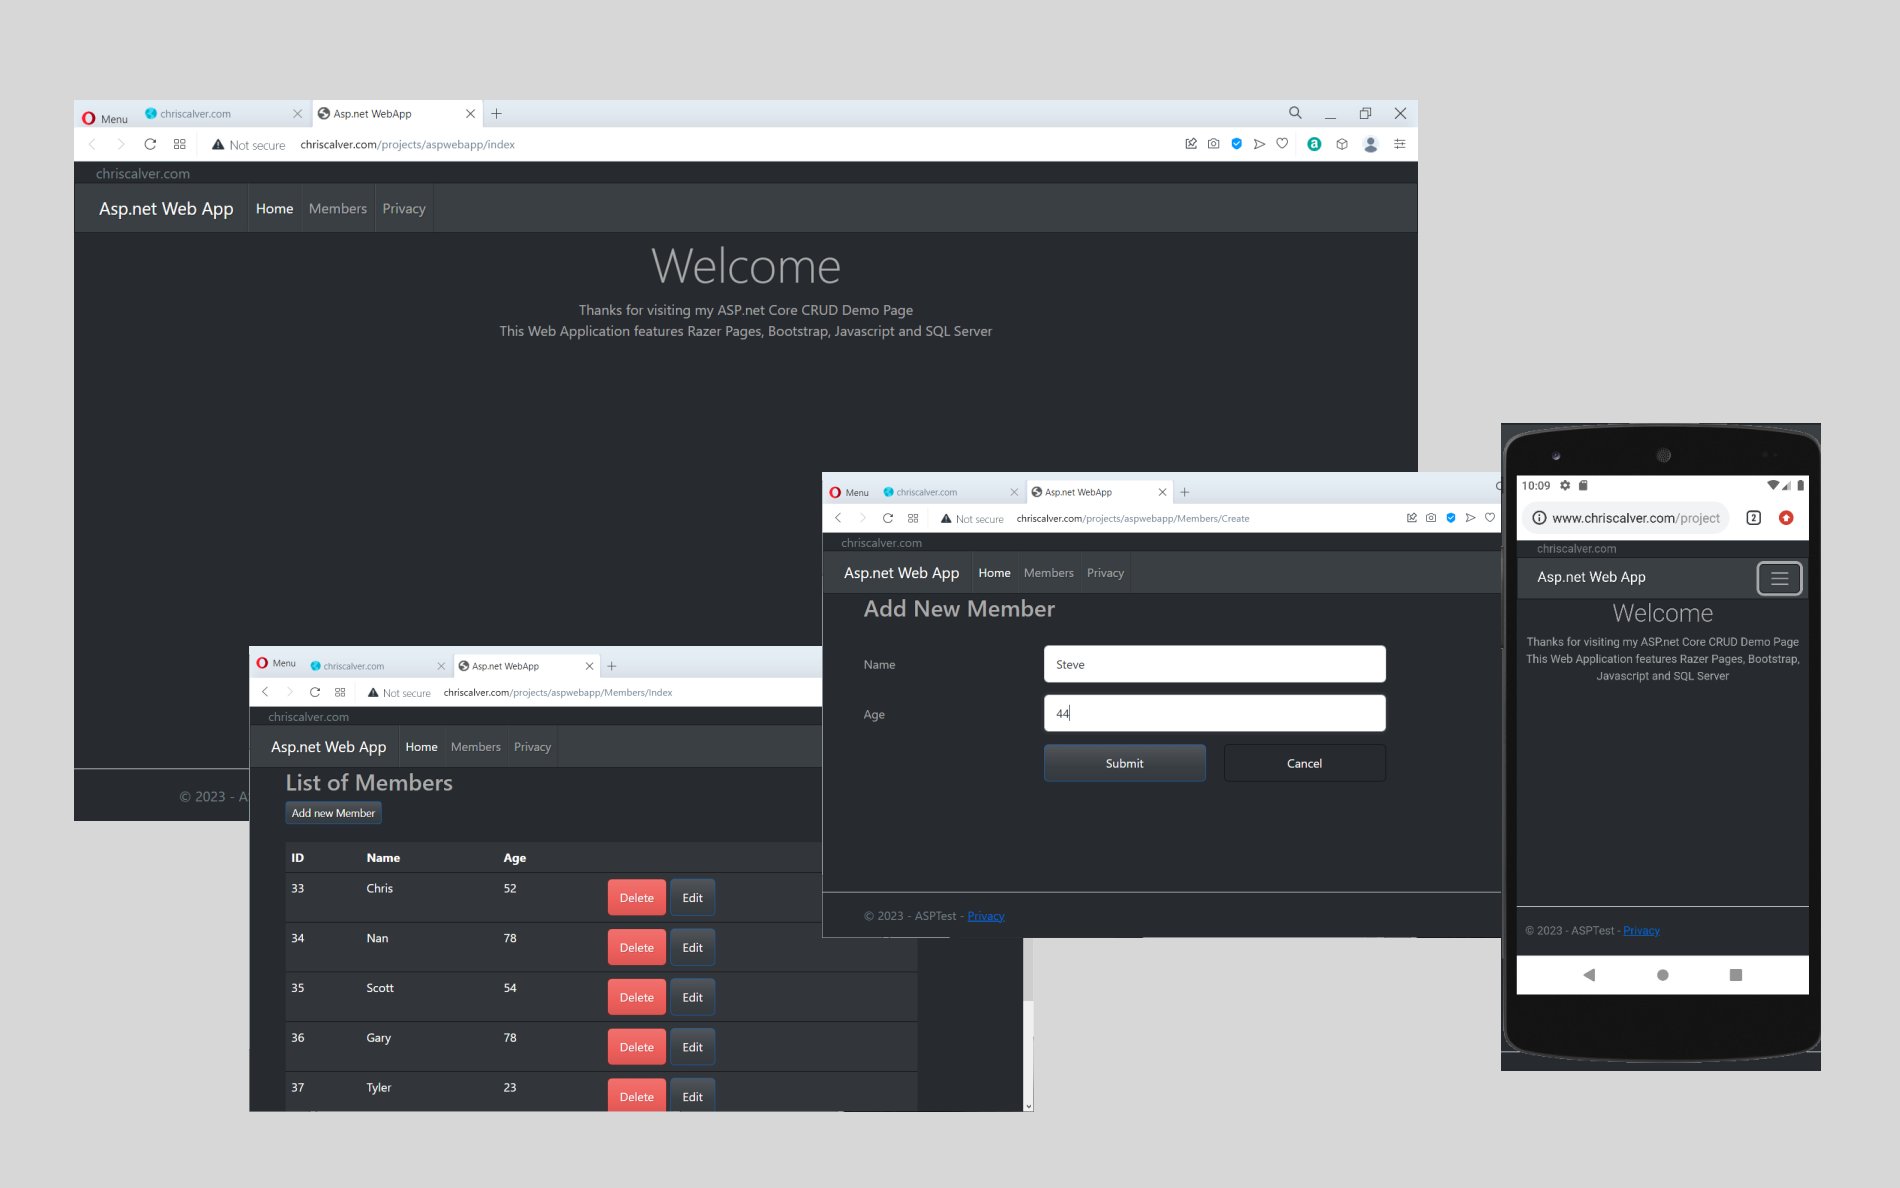 Menu chriscalver.com Asp.net WebApp
Not secure chriscalver.com/projects/aspwebapp/index
chriscalver.com
Asp.net Web App Home Members Privacy
Welcome
Thanks for visiting my ASP.net Core CRUD Demo Page
This Web Application features Razer Pages, Bootstrap, Javascript and SQL Server
© 2023 - A
Menu chriscalver.com Asp.net WebApp
Not secure chriscalver.com/projects/aspwebapp/Members/Index
chriscalver.com
Asp.net Web App Home Members Privacy
List of Members
Add new Member
ID Name Age
33 Chris 52 Delete Edit
34 Nan 78 Delete Edit
35 Scott 54 Delete Edit
36 Gary 78 Delete Edit
37 Tyler 23 Delete Edit
Menu chriscalver.com Asp.net WebApp
Not secure chriscalver.com/projects/aspwebapp/Members/Create
chriscalver.com
Asp.net Web App Home Members Privacy
Add New Member
Name Steve
Age 44
Submit Cancel
© 2023 - ASPTest - Privacy
10:09
www.chriscalver.com/project 2
chriscalver.com
Asp.net Web App
Welcome
Thanks for visiting my ASP.net Core CRUD Demo Page
This Web Application features Razer Pages, Bootstrap,
Javascript and SQL Server
© 2023 - ASPTest - Privacy